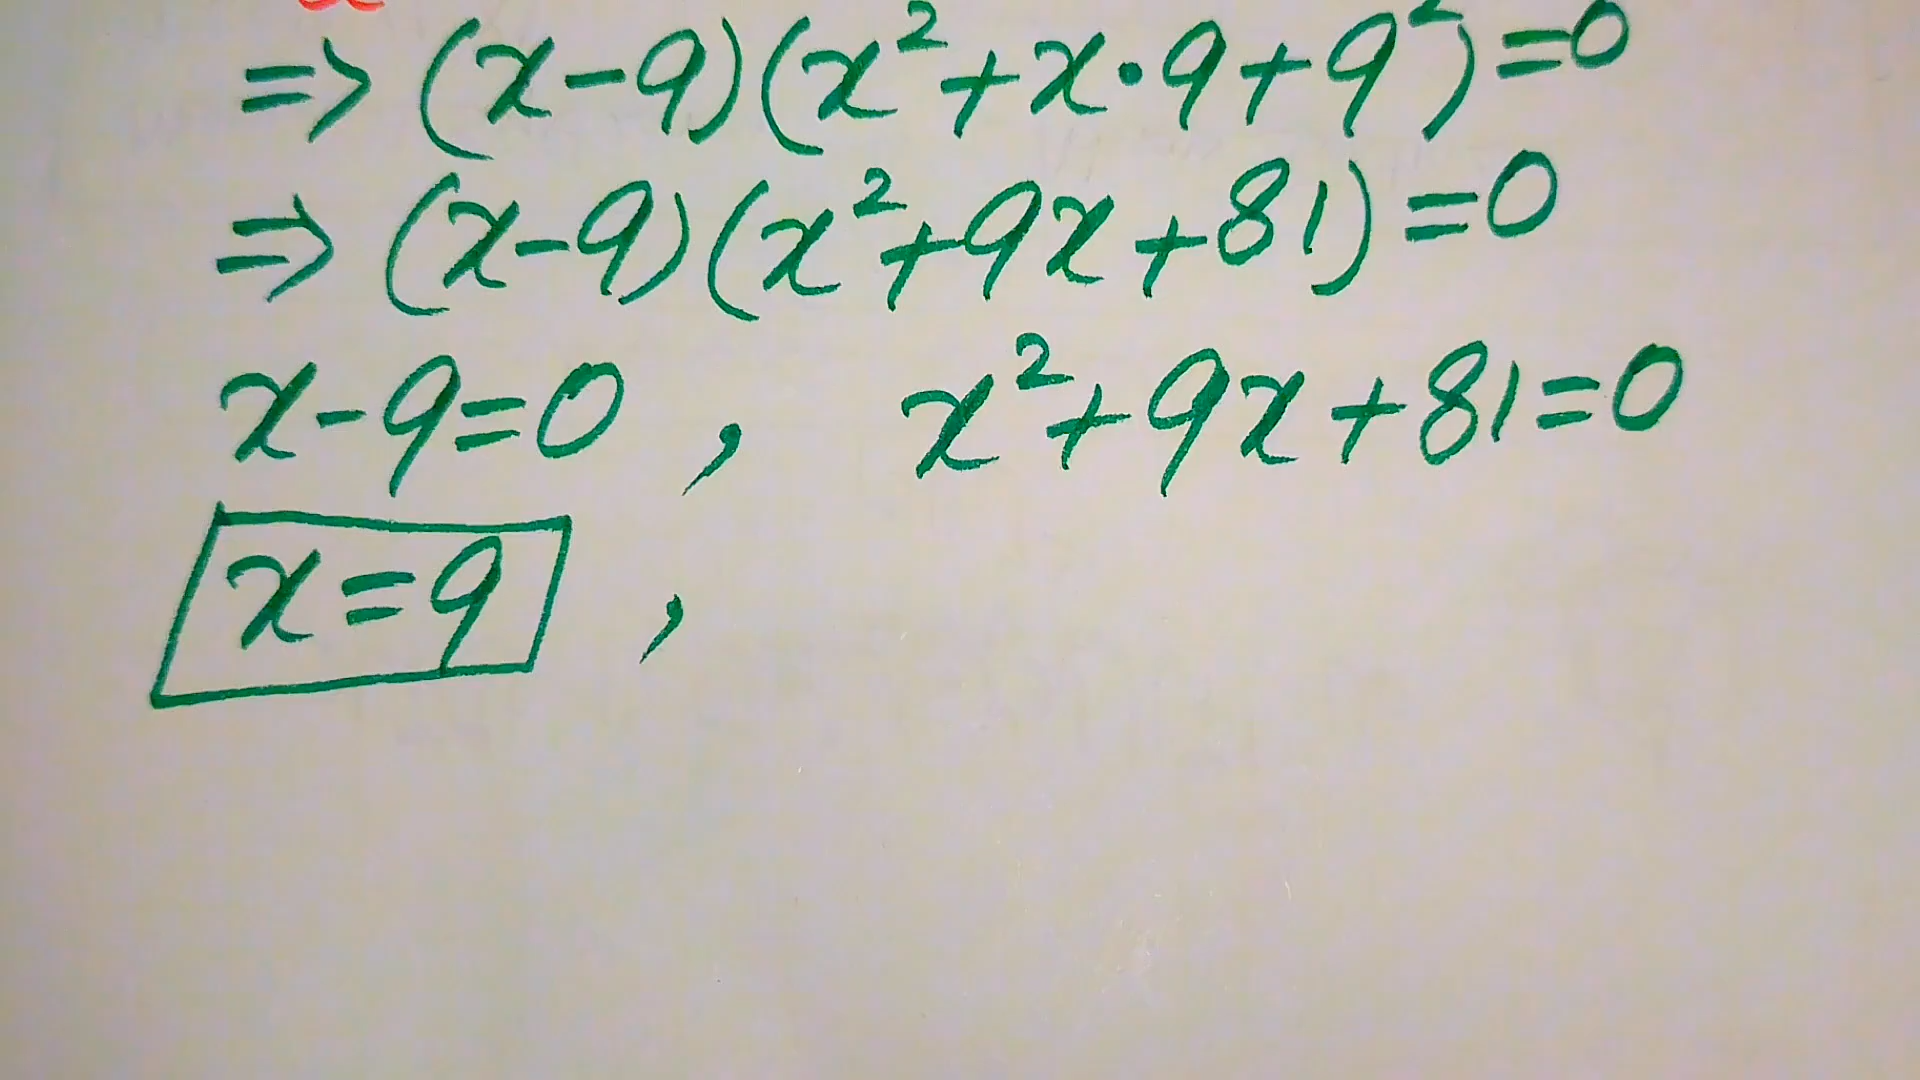 => (x-9)(x²+x·9+9²)=0
=> (x-9)(x²+9x+81)=0
x-9=0 , x²+9x+81=0
x=9 ,